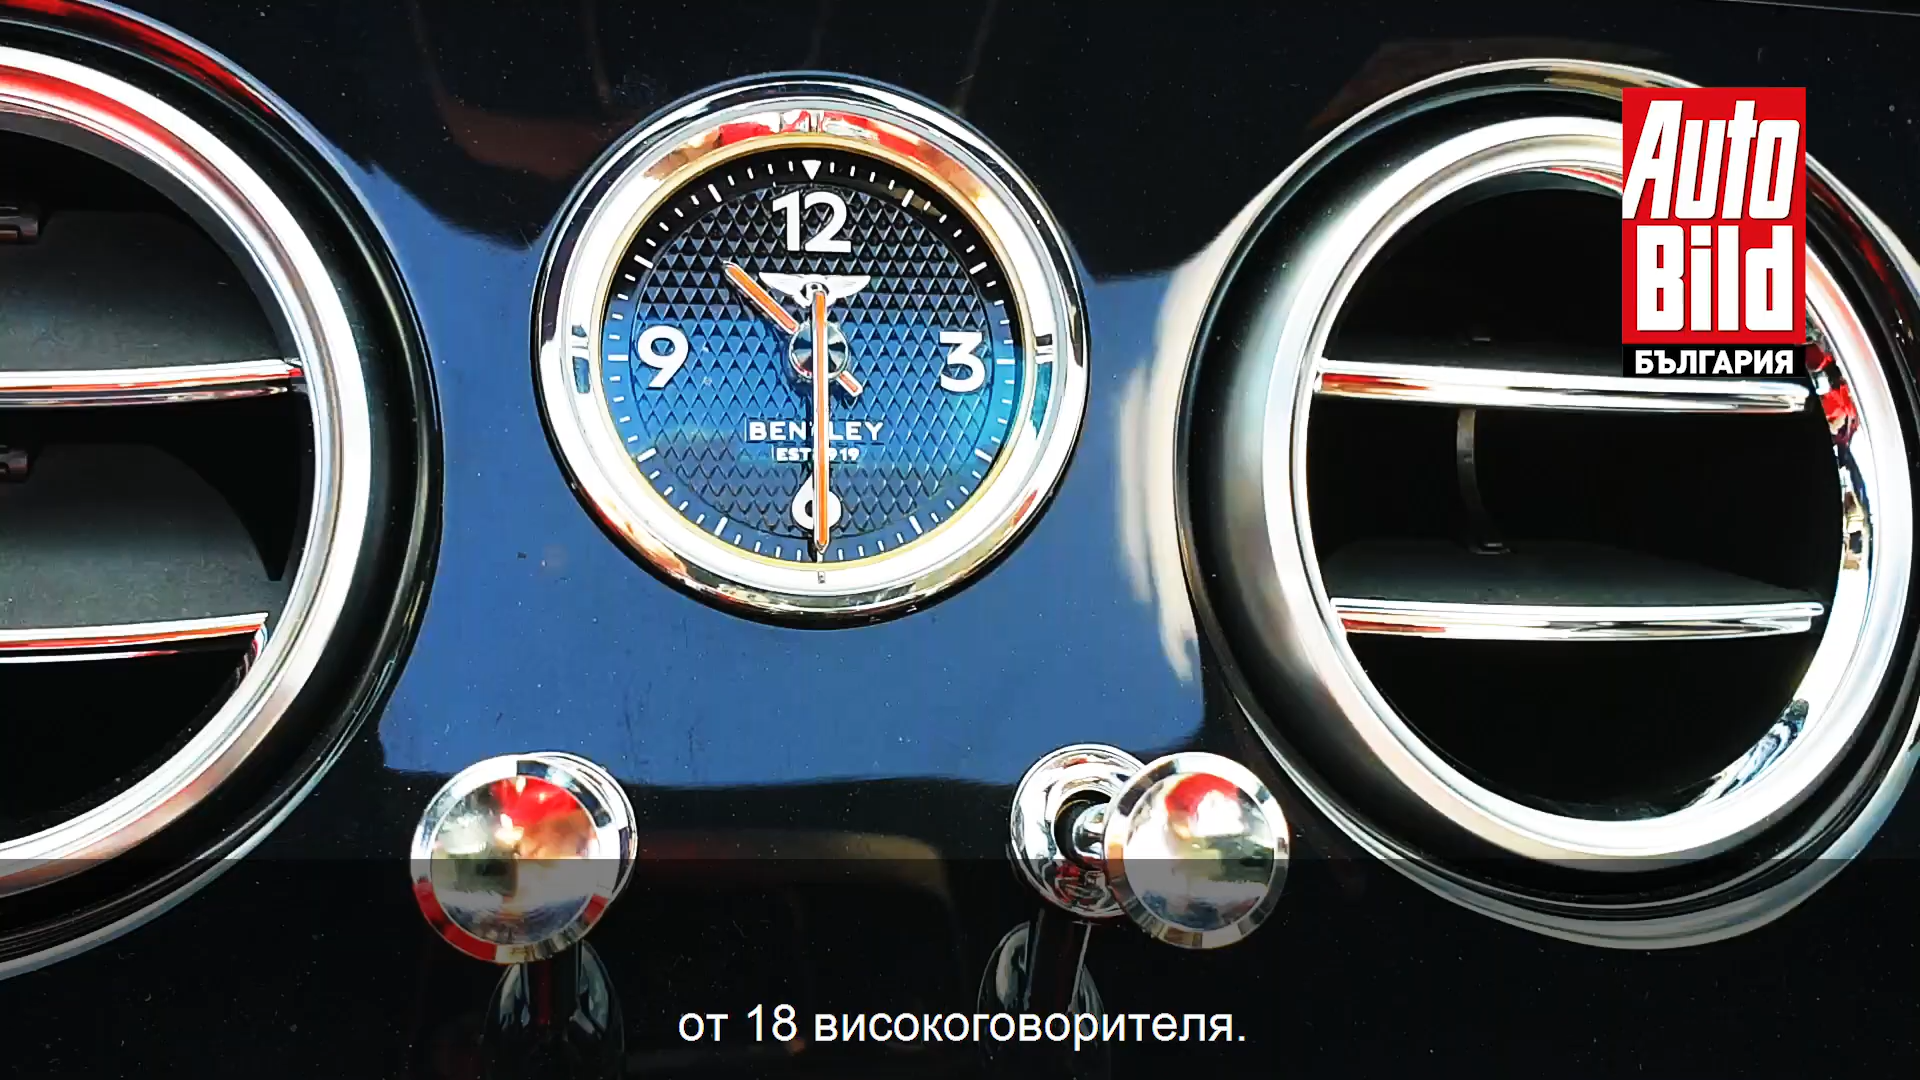 Auto
Bild
БЪЛГАРИЯ
12
9
3
BENTLEY
EST 1919
6
от 18 високоговорителя.